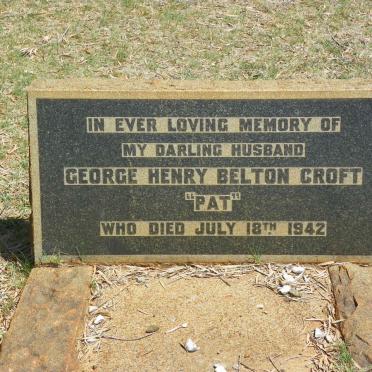 IN EVER LOVING MEMORY OF
MY DARLING HUSBAND
GEORGE HENRY BELTON CROFT
"PAT"
WHO DIED JULY 18TH 1942